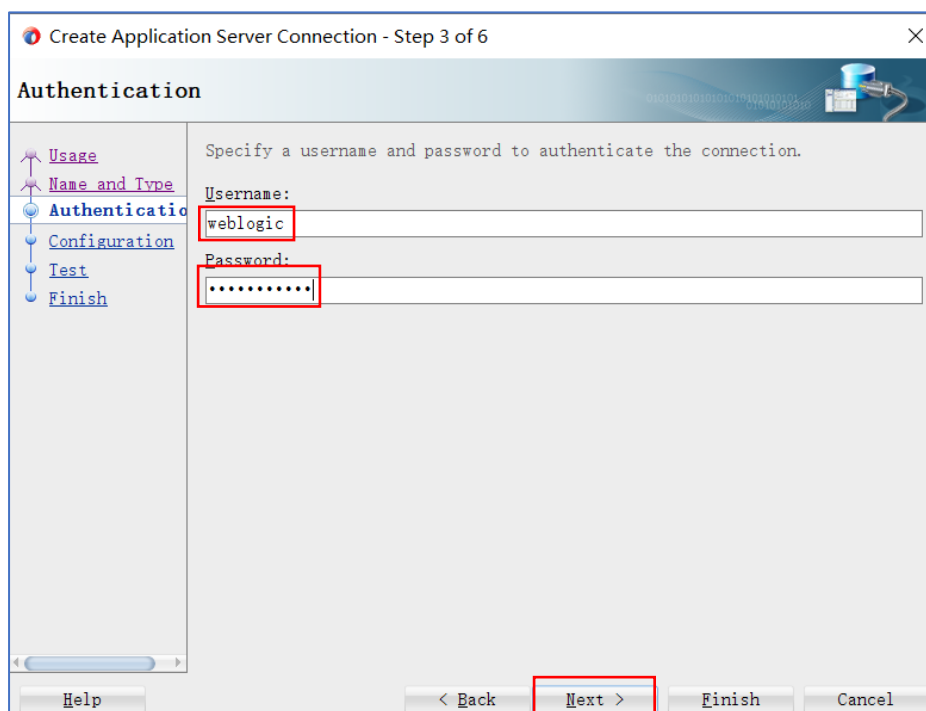 Create Application Server Connection - Step 3 of 6
Authentication
Usage
Name and Type
Authenticatio
Configuration
Test
Finish
Specify a username and password to authenticate the connection.
Username:
weblogic
Password:
•••••••••••
Help
< Back
Next >
Finish
Cancel